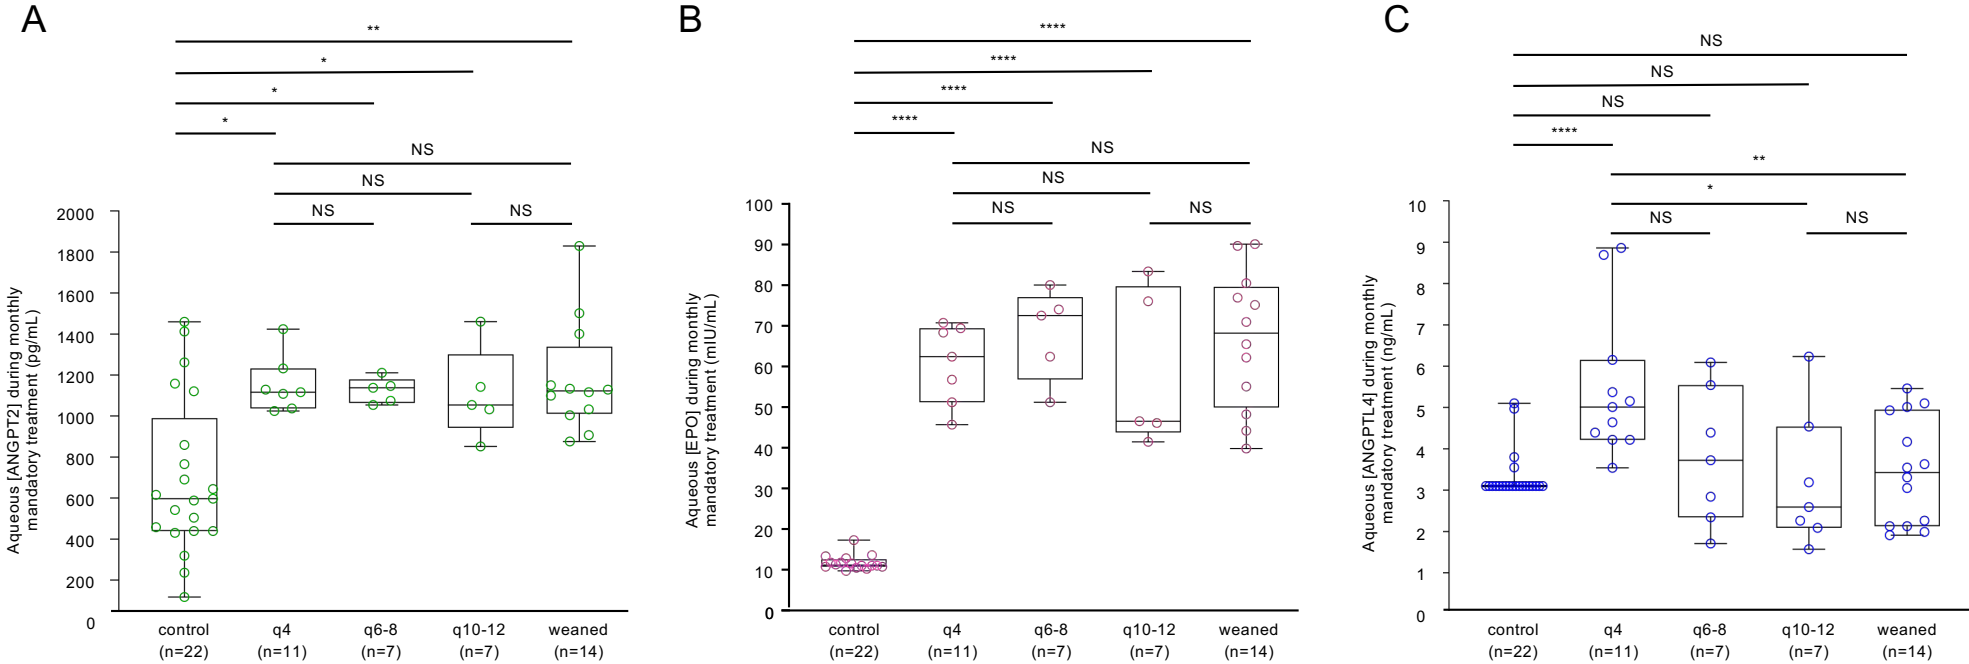 A
**
*
*
*
NS
NS
NS
NS
2000
1800
1600
1400
1200
1000
800
600
400
200
0
Aqueous [ANGPT2] during monthly
mandatory treatment (pg/mL)
control
(n=22)
q4
(n=11)
q6-8
(n=7)
q10-12
(n=7)
weaned
(n=14)
B
****
****
****
****
NS
NS
NS
NS
100
90
80
70
60
50
40
30
20
10
0
Aqueous [EPO] during monthly
mandatory treatment (mIU/mL)
control
(n=22)
q4
(n=11)
q6-8
(n=7)
q10-12
(n=7)
weaned
(n=14)
C
NS
NS
NS
****
**
*
NS
NS
10
9
8
7
6
5
4
3
2
1
0
Aqueous [ANGPTL4] during monthly
mandatory treatment (ng/mL)
control
(n=22)
q4
(n=11)
q6-8
(n=7)
q10-12
(n=7)
weaned
(n=14)